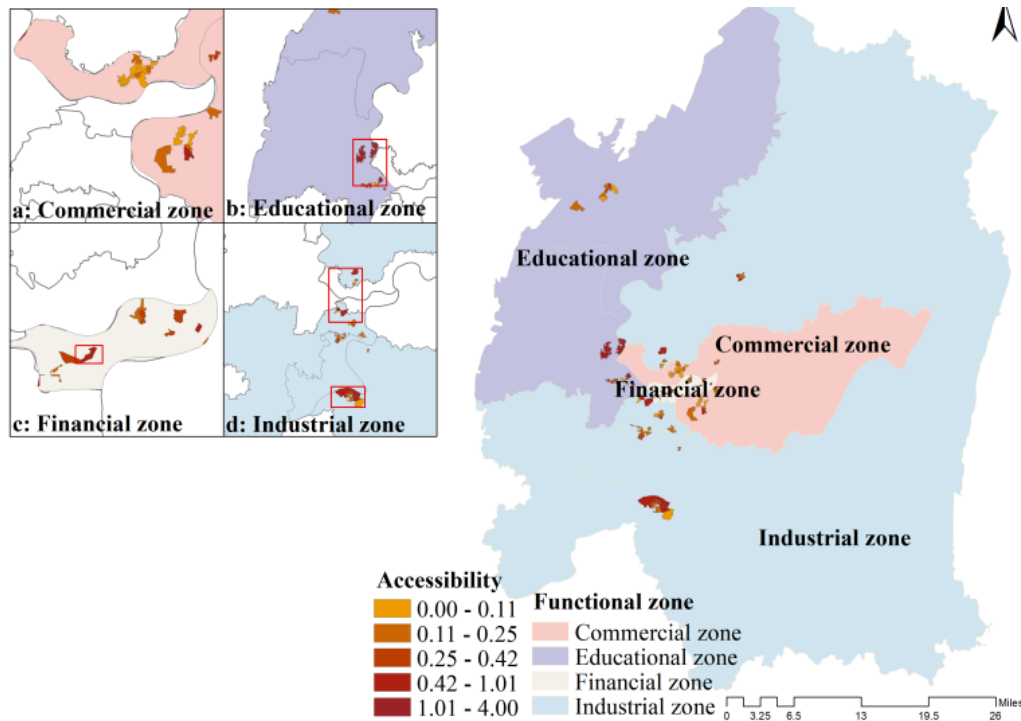 a: Commercial zone
b: Educational zone
c: Financial zone
d: Industrial zone
Educational zone
Commercial zone
Financial zone
Industrial zone
Accessibility
0.00 - 0.11
0.11 - 0.25
0.25 - 0.42
0.42 - 1.01
1.01 - 4.00
Functional zone
Commercial zone
Educational zone
Financial zone
Industrial zone
Miles
0 3.25 6.5 13 19.5 26